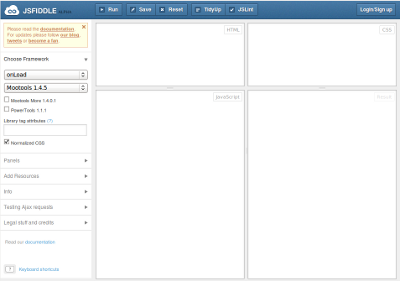 JSFIDDLE
Run
Save
Reset
TidyUp
JSLint
Login/Sign up
Please read the documentation
For updates please follow our blog,
tweets or become a fan.
Choose Framework
onLoad
Mootools 1.4.5
Mootools More 1.4.0.1
PowerTools 1.1.1
Library tag attributes (?)
Normalized CSS
Panels
Add Resources
Info
Testing Ajax requests
Legal stuff and credits
Read our documentation
? Keyboard shortcuts
HTML
CSS
JavaScript